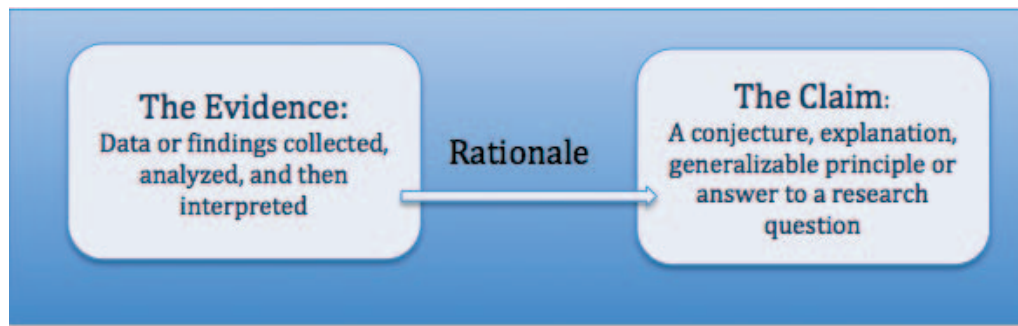 The Evidence:
Data or findings collected,
analyzed, and then
interpreted
Rationale
The Claim:
A conjecture, explanation,
generalizable principle or
answer to a research
question